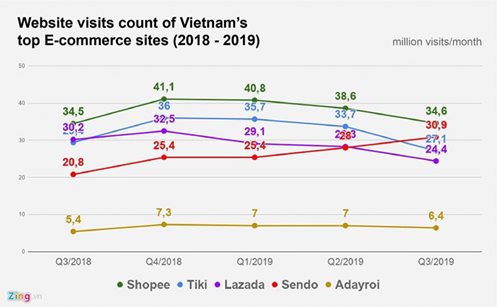 Website visits count of Vietnam's
top E-commerce sites (2018 - 2019)
million visits/month
50
40
30
20
10
0
34,5
41,1
40,8
38,6
34,6
36
35,7
33,7
27,1
30,2
32,5
29,1
24,4
20,8
25,4
25,4
28
30,9
5,4
7,3
7
7
6,4
Q3/2018
Q4/2018
Q1/2019
Q2/2019
Q3/2019
Shopee Tiki Lazada Sendo Adayroi
Zing.vn